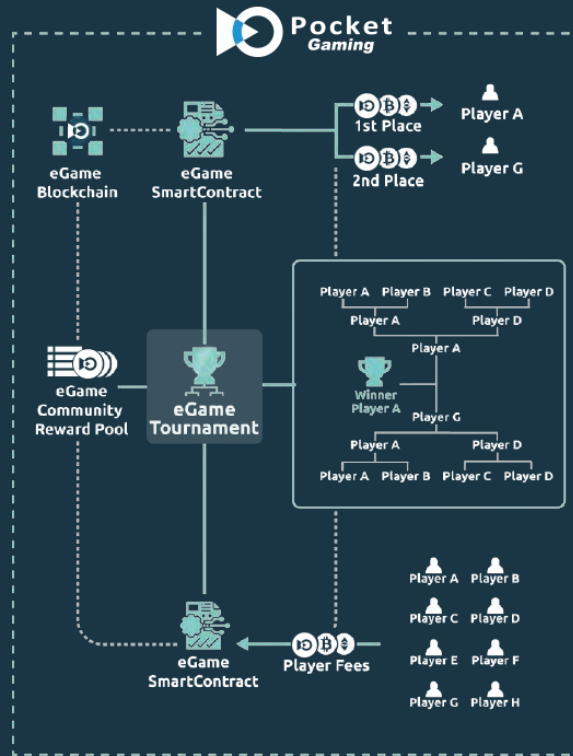 Pocket
Gaming
eGame
Blockchain
eGame
SmartContract
1st Place
Player A
2nd Place
Player G
eGame
Community
Reward Pool
eGame
Tournament
Player A Player B Player C Player D
Player A Player D
Player A
Winner
Player A
Player G
Player A Player D
Player A Player B Player C Player D
eGame
SmartContract
Player Fees
Player A Player B
Player C Player D
Player E Player F
Player G Player H